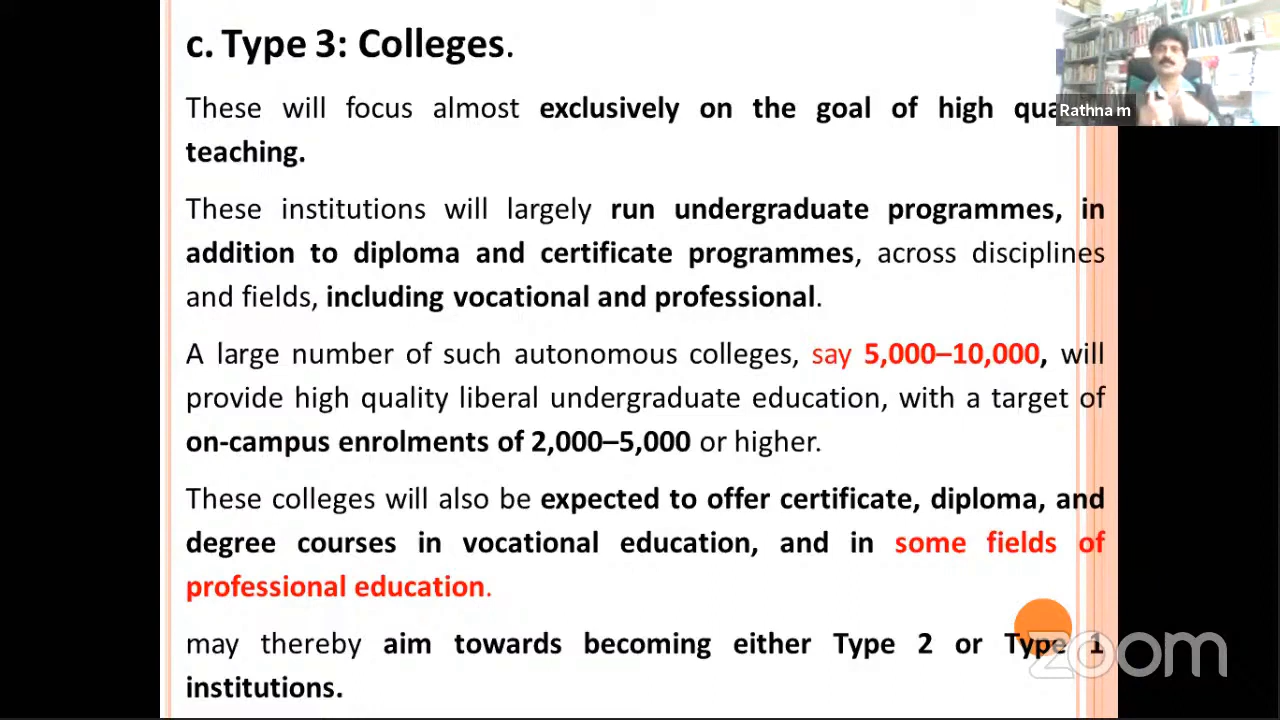 c. Type 3: Colleges.
These will focus almost exclusively on the goal of high qua
teaching.
These institutions will largely run undergraduate programmes, in
addition to diploma and certificate programmes, across disciplines
and fields, including vocational and professional.
A large number of such autonomous colleges, say 5,000–10,000, will
provide high quality liberal undergraduate education, with a target of
on-campus enrolments of 2,000–5,000 or higher.
These colleges will also be expected to offer certificate, diploma, and
degree courses in vocational education, and in some fields of
professional education.
may thereby aim towards becoming either Type 2 or Type 1
institutions.
Rathna m
zoom